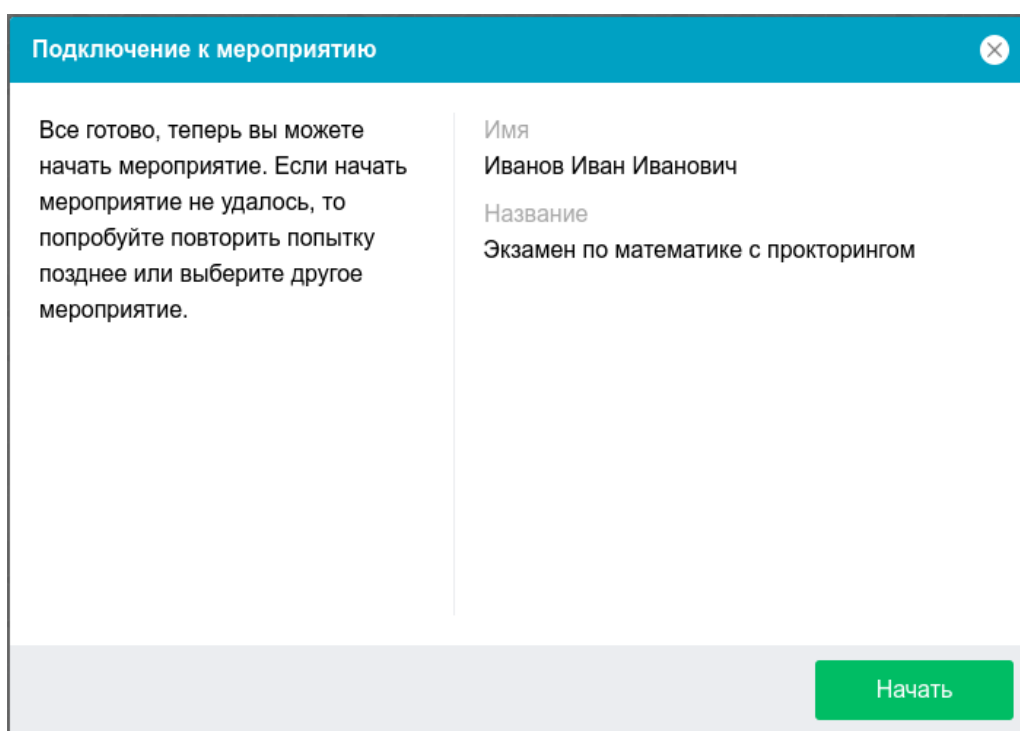 Подключение к мероприятию
Все готово, теперь вы можете
начать мероприятие. Если начать
мероприятие не удалось, то
попробуйте повторить попытку
позднее или выберите другое
мероприятие.
Имя
Иванов Иван Иванович
Название
Экзамен по математике с прокторингом
Начать